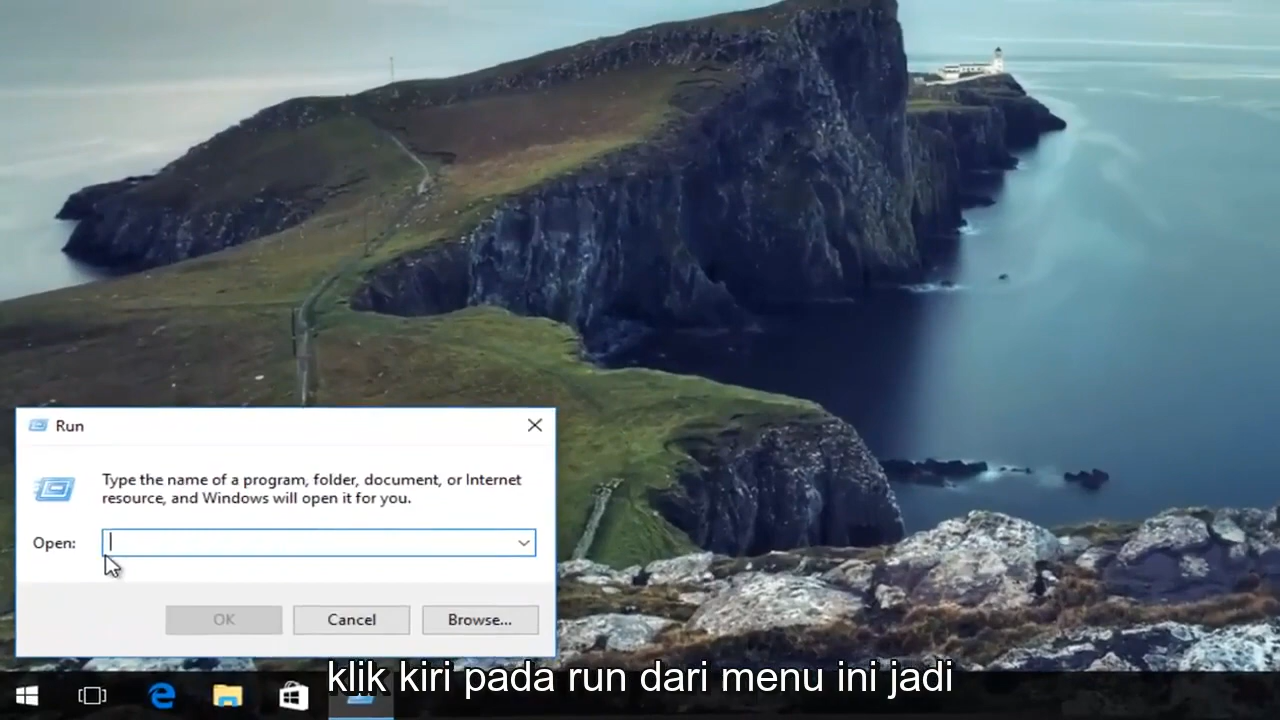 Run
Type the name of a program, folder, document, or Internet
resource, and Windows will open it for you.
Open:
OK
Cancel
Browse...
klik kiri pada run dari menu ini jadi